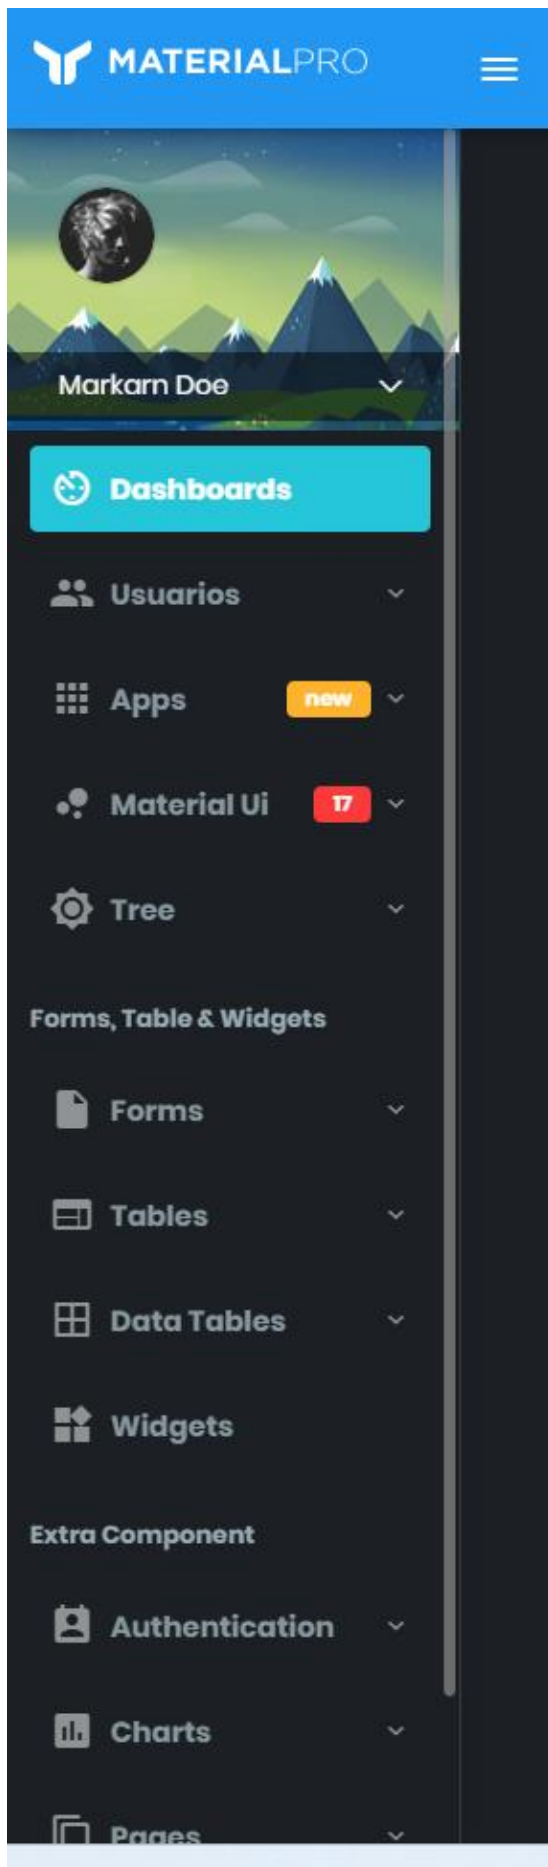 MATERIALPRO
Markarn Doe
Dashboards
Usuarios
Apps new
Material Ui 17
Tree
Forms, Table & Widgets
Forms
Tables
Data Tables
Widgets
Extra Component
Authentication
Charts
Pages